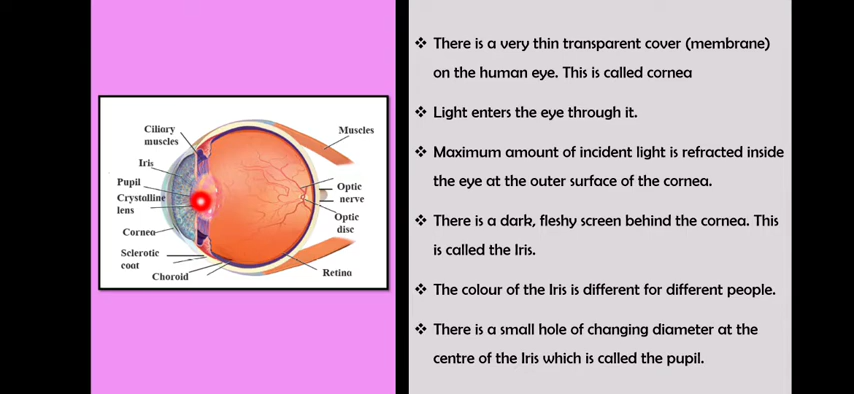 Ciliary
muscles
Iris
Pupil
Crystalline
lens
Cornea
Sclerotic
coat
Choroid
Muscles
Optic
nerve
Optic
disc
Retina
❖ There is a very thin transparent cover (membrane)
on the human eye. This is called cornea
❖ Light enters the eye through it.
❖ Maximum amount of incident light is refracted inside
the eye at the outer surface of the cornea.
❖ There is a dark, fleshy screen behind the cornea. This
is called the Iris.
❖ The colour of the Iris is different for different people.
❖ There is a small hole of changing diameter at the
centre of the Iris which is called the pupil.